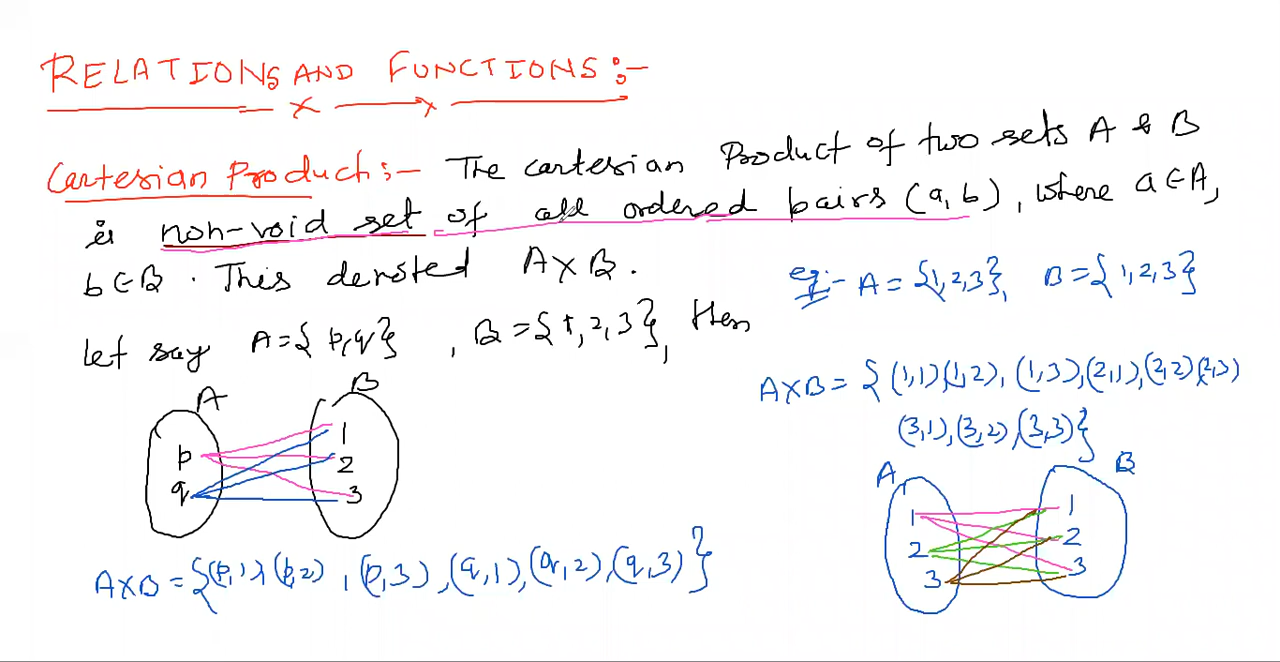 RELATIONS AND FUNCTIONS :-
Cartesian Product :- The cartesian Product of two sets A & B
is non-void set of all ordered pairs (a, b), where a ∈ A,
b ∈ B. This denoted A×B.
Let say A = {p, q}, B = {1, 2, 3}, then
A B
p 1
q 2
3
A×B = {(p,1), (p,2), (p,3), (q,1), (q,2), (q,3)}
eg:- A = {1,2,3}, B = {1,2,3}
A×B = { (1,1) (1,2), (1,3), (2,1), (2,2) (2,3)
(3,1), (3,2), (3,3)}
A B
1 1
2 2
3 3